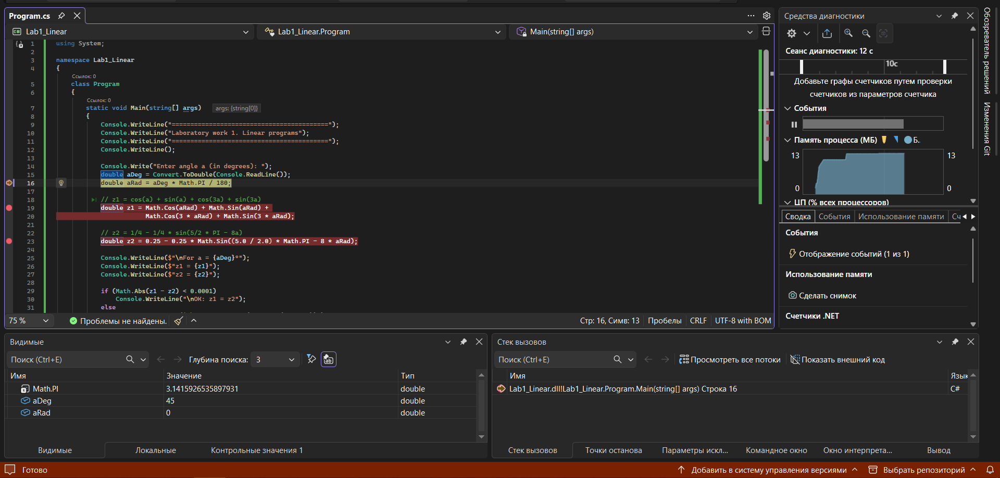 Program.cs
Lab1_Linear
Lab1_Linear.Program
Main(string[] args)
1 using System;
2
3 namespace Lab1_Linear
4 {
Ссылок: 0
5 class Program
6 {
Ссылок: 0
7 static void Main(string[] args) args: {string[0]}
8 {
9 Console.WriteLine("==========================================");
10 Console.WriteLine("Laboratory work 1. Linear programs");
11 Console.WriteLine("==========================================");
12 Console.WriteLine();
13
14 Console.Write("Enter angle a (in degrees): ");
15 double aDeg = Convert.ToDouble(Console.ReadLine());
16 double aRad = aDeg * Math.PI / 180;
17
18 // z1 = cos(a) + sin(a) + cos(3a) + sin(3a)
19 double z1 = Math.Cos(aRad) + Math.Sin(aRad) +
20 Math.Cos(3 * aRad) + Math.Sin(3 * aRad);
21
22 // z2 = 1/4 - 1/4 * sin(5/2 * PI - 8a)
23 double z2 = 0.25 - 0.25 * Math.Sin((5.0 / 2.0) * Math.PI - 8 * aRad);
24
25 Console.WriteLine($"\nFor a = {aDeg}°");
26 Console.WriteLine($"z1 = {z1}");
27 Console.WriteLine($"z2 = {z2}");
28
29 if (Math.Abs(z1 - z2) < 0.0001)
30 Console.WriteLine("\nOK: z1 = z2");
31 else
75 %
Проблемы не найдены.
Стр: 16, Симв: 13
Пробелы
CRLF
UTF-8 with BOM
Средства диагностики
Сеанс диагностики: 12 с
10с
Добавьте графы счетчиков путем проверки
счетчиков из параметров счетчика
События
Память процесса (МБ) Б..
13 13
0 0
ЦП (% всех процессоров)
Сводка События Использование памяти Сч
События
Отображение событий (1 из 1)
Использование памяти
Сделать снимок
Счетчики .NET
Обозреватель решений
Изменения Git
Видимые
Поиск (Ctrl+E)
Глубина поиска: 3
Имя Значение Тип
Math.PI 3.1415926535897931 double
aDeg 45 double
aRad 0 double
Видимые Локальные Контрольные значения 1
Стек вызовов
Поиск (Ctrl+E)
Просмотреть все потоки
Показать внешний код
Имя Язык
Lab1_Linear.dll!Lab1_Linear.Program.Main(string[] args) Строка 16 C#
Стек вызовов Точки останова Параметры искл... Командное окно Окно интерпрета... Вывод
Готово
Добавить в систему управления версиями
Выбрать репозиторий